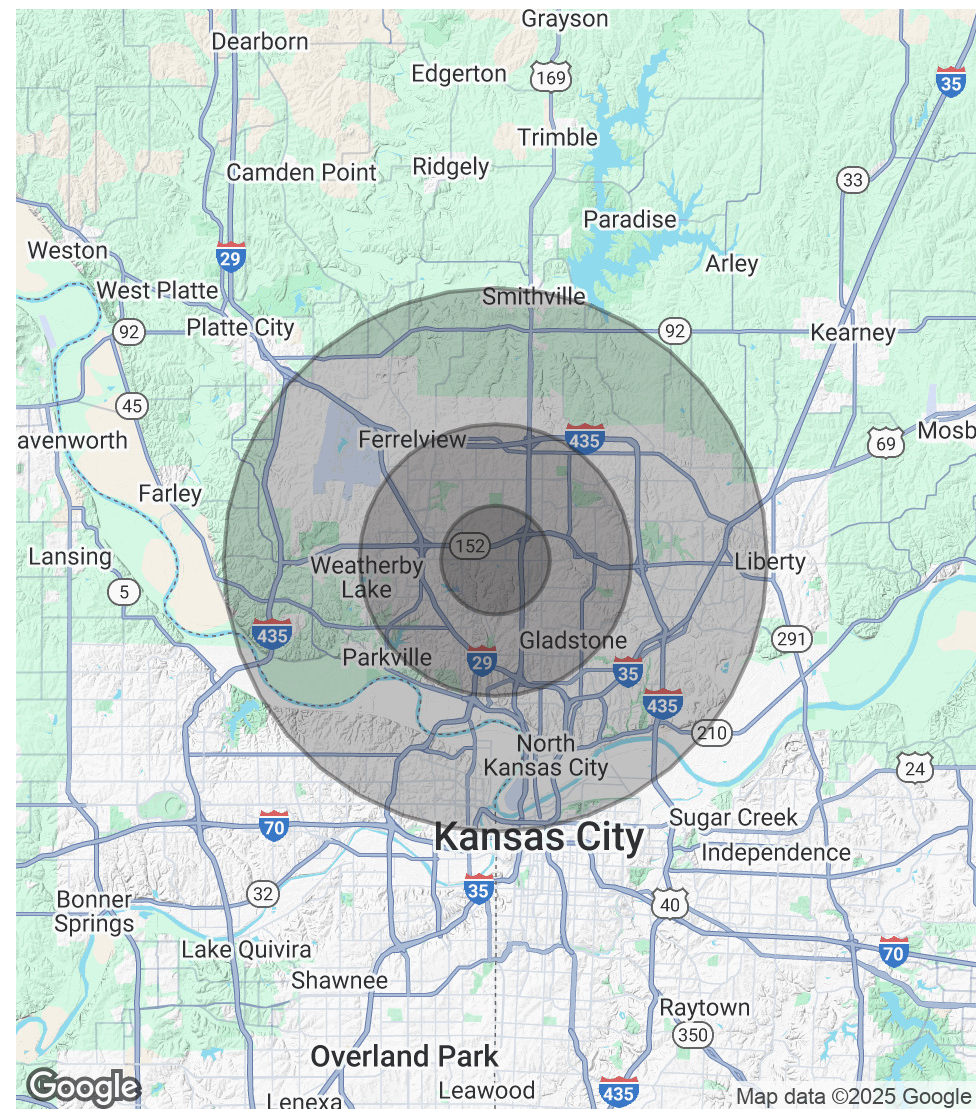 Grayson
Dearborn
Edgerton
169
35
Trimble
Ridgely
Camden Point
33
Paradise
Weston
29
Arley
West Platte
Smithville
Platte City
92
92
Kearney
45
avenworth
Ferrelview
435
69
Mosb
Farley
152
Lansing
Weatherby
Lake
Liberty
5
435
Gladstone
291
Parkville
29
35
435
210
North
Kansas City
24
70
Kansas City
Sugar Creek
Independence
35
32
40
Bonner
Springs
Lake Quivira
70
Shawnee
Raytown
350
Overland Park
Google
Leawood
435
Map data ©2025 Google
Lenexa